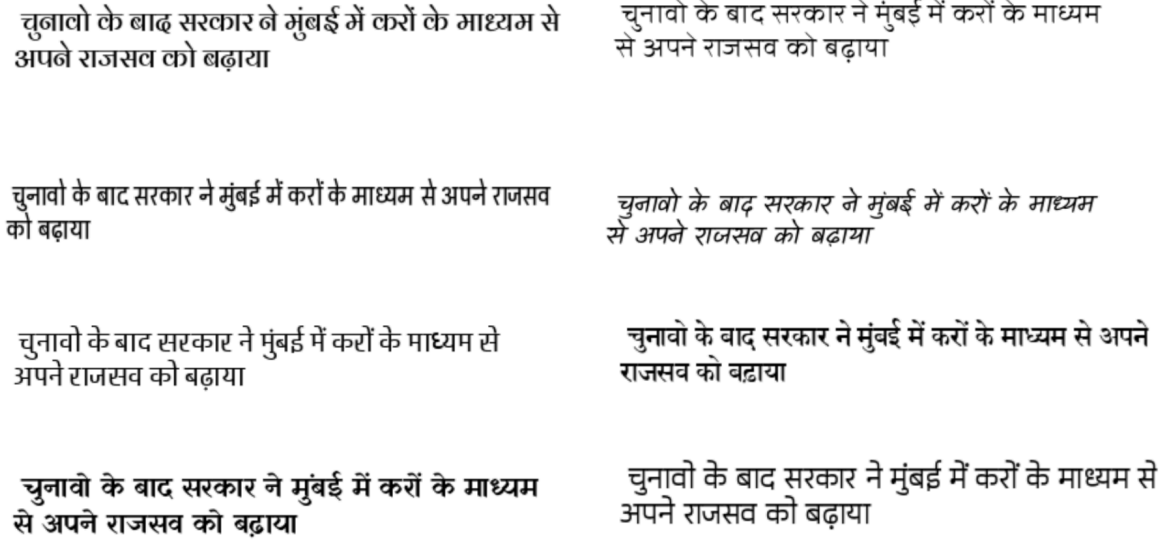 चुनावो के बाद सरकार ने मुंबई में करों के माध्यम से
अपने राजसव को बढ़ाया
चुनावो के बाद सरकार ने मुंबई में करों के माध्यम
से अपने राजसव को बढ़ाया
चुनावो के बाद सरकार ने मुंबई में करों के माध्यम से अपने राजसव
को बढ़ाया
चुनावो के बाद सरकार ने मुंबई में करों के माध्यम
से अपने राजसव को बढ़ाया
चुनावो के बाद सरकार ने मुंबई में करों के माध्यम से
अपने राजसव को बढ़ाया
चुनावो के बाद सरकार ने मुंबई में करों के माध्यम से अपने
राजसव को बढ़ाया
चुनावो के बाद सरकार ने मुंबई में करों के माध्यम
से अपने राजसव को बढ़ाया
चुनावो के बाद सरकार ने मुंबई में करों के माध्यम से
अपने राजसव को बढ़ाया